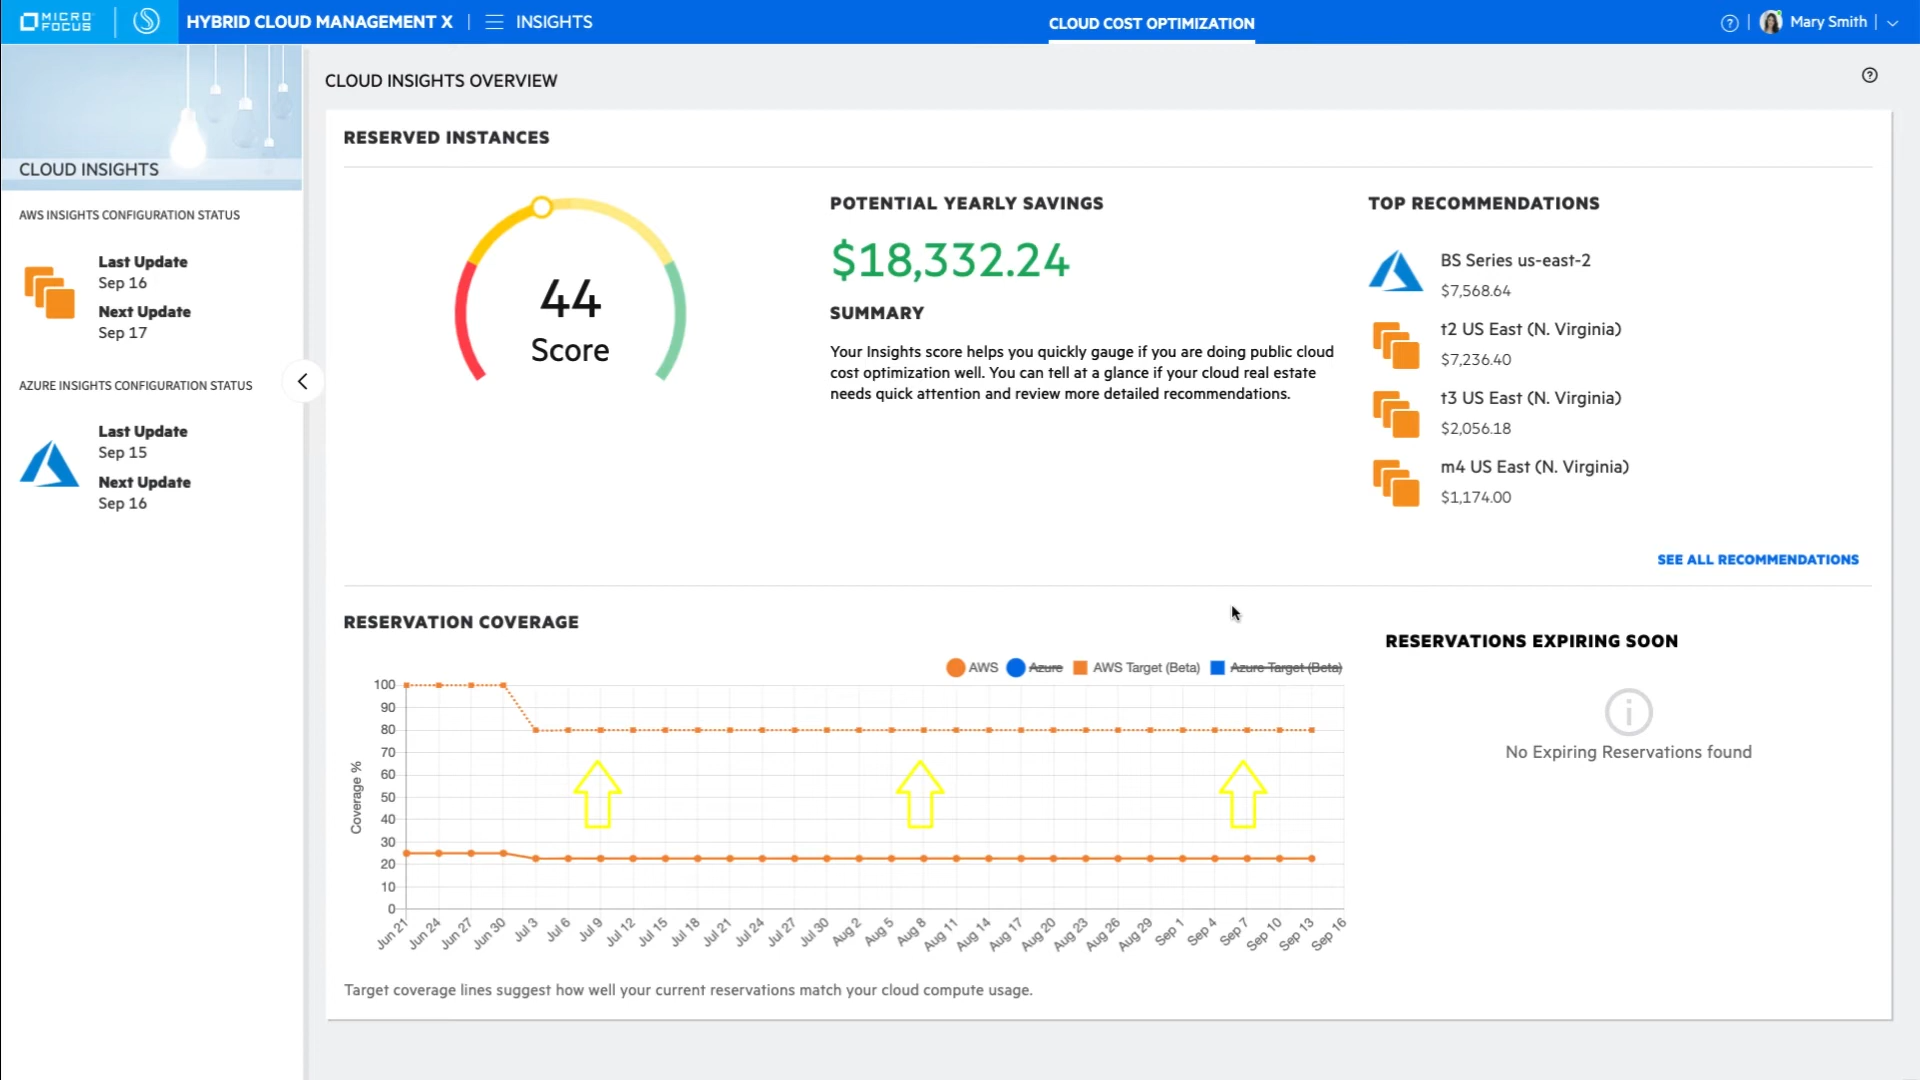 MICRO
FOCUS
HYBRID CLOUD MANAGEMENT X
INSIGHTS
CLOUD COST OPTIMIZATION
Mary Smith
CLOUD INSIGHTS
AWS INSIGHTS CONFIGURATION STATUS
Last Update
Sep 16
Next Update
Sep 17
AZURE INSIGHTS CONFIGURATION STATUS
Last Update
Sep 15
Next Update
Sep 16
CLOUD INSIGHTS OVERVIEW
RESERVED INSTANCES
44
Score
POTENTIAL YEARLY SAVINGS
$18,332.24
SUMMARY
Your Insights score helps you quickly gauge if you are doing public cloud
cost optimization well. You can tell at a glance if your cloud real estate
needs quick attention and review more detailed recommendations.
TOP RECOMMENDATIONS
BS Series us-east-2
$7,568.64
t2 US East (N. Virginia)
$7,236.40
t3 US East (N. Virginia)
$2,056.18
m4 US East (N. Virginia)
$1,174.00
SEE ALL RECOMMENDATIONS
RESERVATION COVERAGE
AWS Azure AWS Target (Beta) Azure Target (Beta)
Coverage %
100
90
80
70
60
50
40
30
20
10
0
Jun 21 Jun 24 Jun 27 Jun 30 Jul 3 Jul 6 Jul 9 Jul 12 Jul 15 Jul 18 Jul 21 Jul 24 Jul 27 Jul 30 Aug 2 Aug 5 Aug 8 Aug 11 Aug 14 Aug 17 Aug 20 Aug 23 Aug 26 Aug 29 Sep 1 Sep 4 Sep 7 Sep 10 Sep 13 Sep 16
Target coverage lines suggest how well your current reservations match your cloud compute usage.
RESERVATIONS EXPIRING SOON
No Expiring Reservations found